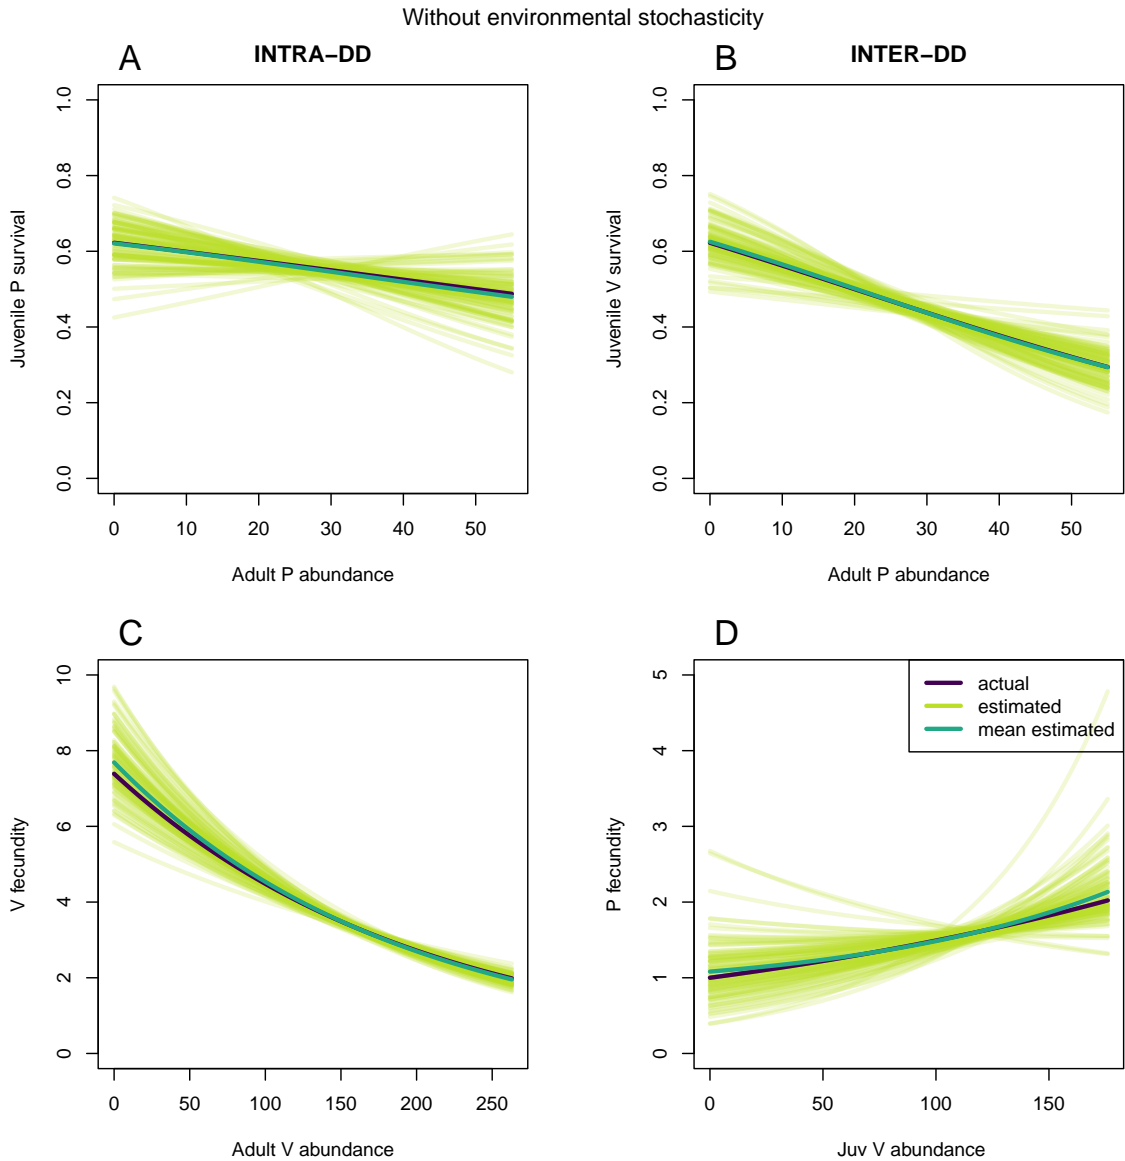 Without environmental stochasticity
A
INTRA−DD
Juvenile P survival
1.0
0.8
0.6
0.4
0.2
0.0
0 10 20 30 40 50
Adult P abundance
B
INTER−DD
Juvenile V survival
1.0
0.8
0.6
0.4
0.2
0.0
0 10 20 30 40 50
Adult P abundance
C
V fecundity
10
8
6
4
2
0
0 50 100 150 200 250
Adult V abundance
D
P fecundity
5
4
3
2
1
0
actual
estimated
mean estimated
0 50 100 150
Juv V abundance